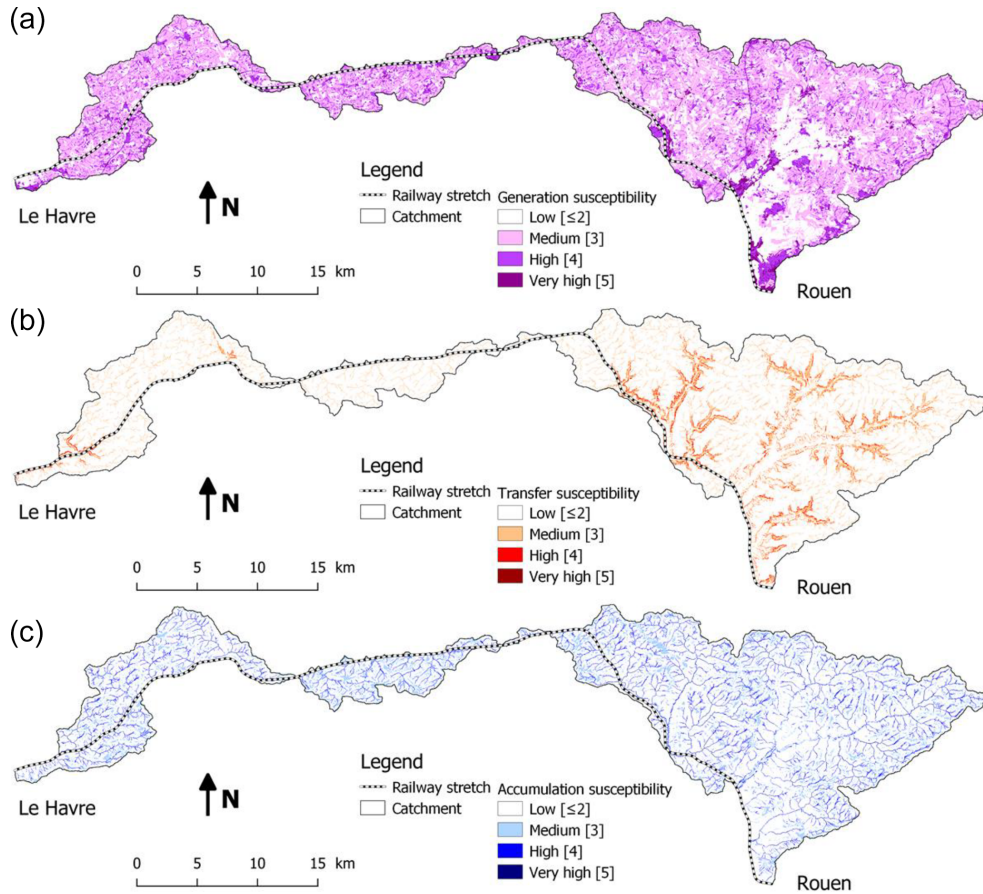 (a)
Le Havre
N
0 5 10 15 km
Legend
Railway stretch
Catchment
Generation susceptibility
Low [≤2]
Medium [3]
High [4]
Very high [5]
Rouen
(b)
Le Havre
N
0 5 10 15 km
Legend
Railway stretch
Catchment
Transfer susceptibility
Low [≤2]
Medium [3]
High [4]
Very high [5]
Rouen
(c)
Le Havre
N
0 5 10 15 km
Legend
Railway stretch
Catchment
Accumulation susceptibility
Low [≤2]
Medium [3]
High [4]
Very high [5]
Rouen